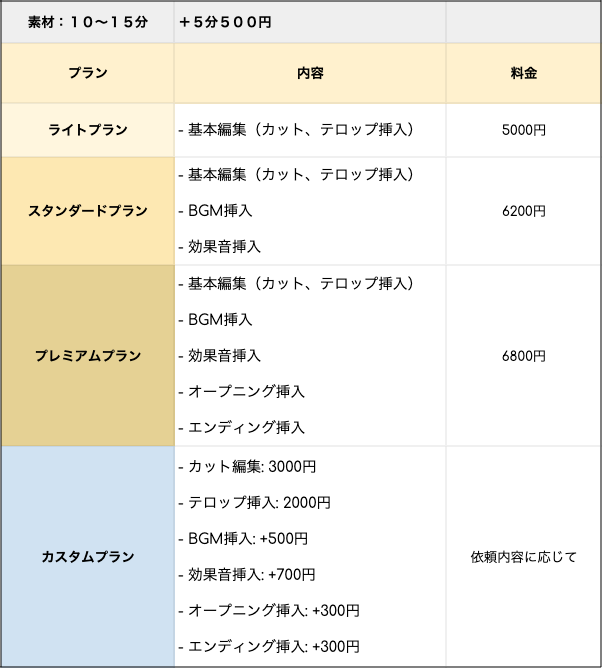 素材：１０〜１５分 ＋５分５００円
プラン 内容 料金
ライトプラン
- 基本編集（カット、テロップ挿入）
5000円
スタンダードプラン
- 基本編集（カット、テロップ挿入）
- BGM挿入
- 効果音挿入
6200円
プレミアムプラン
- 基本編集（カット、テロップ挿入）
- BGM挿入
- 効果音挿入
- オープニング挿入
- エンディング挿入
6800円
カスタムプラン
- カット編集: 3000円
- テロップ挿入: 2000円
- BGM挿入: +500円
- 効果音挿入: +700円
- オープニング挿入: +300円
- エンディング挿入: +300円
依頼内容に応じて